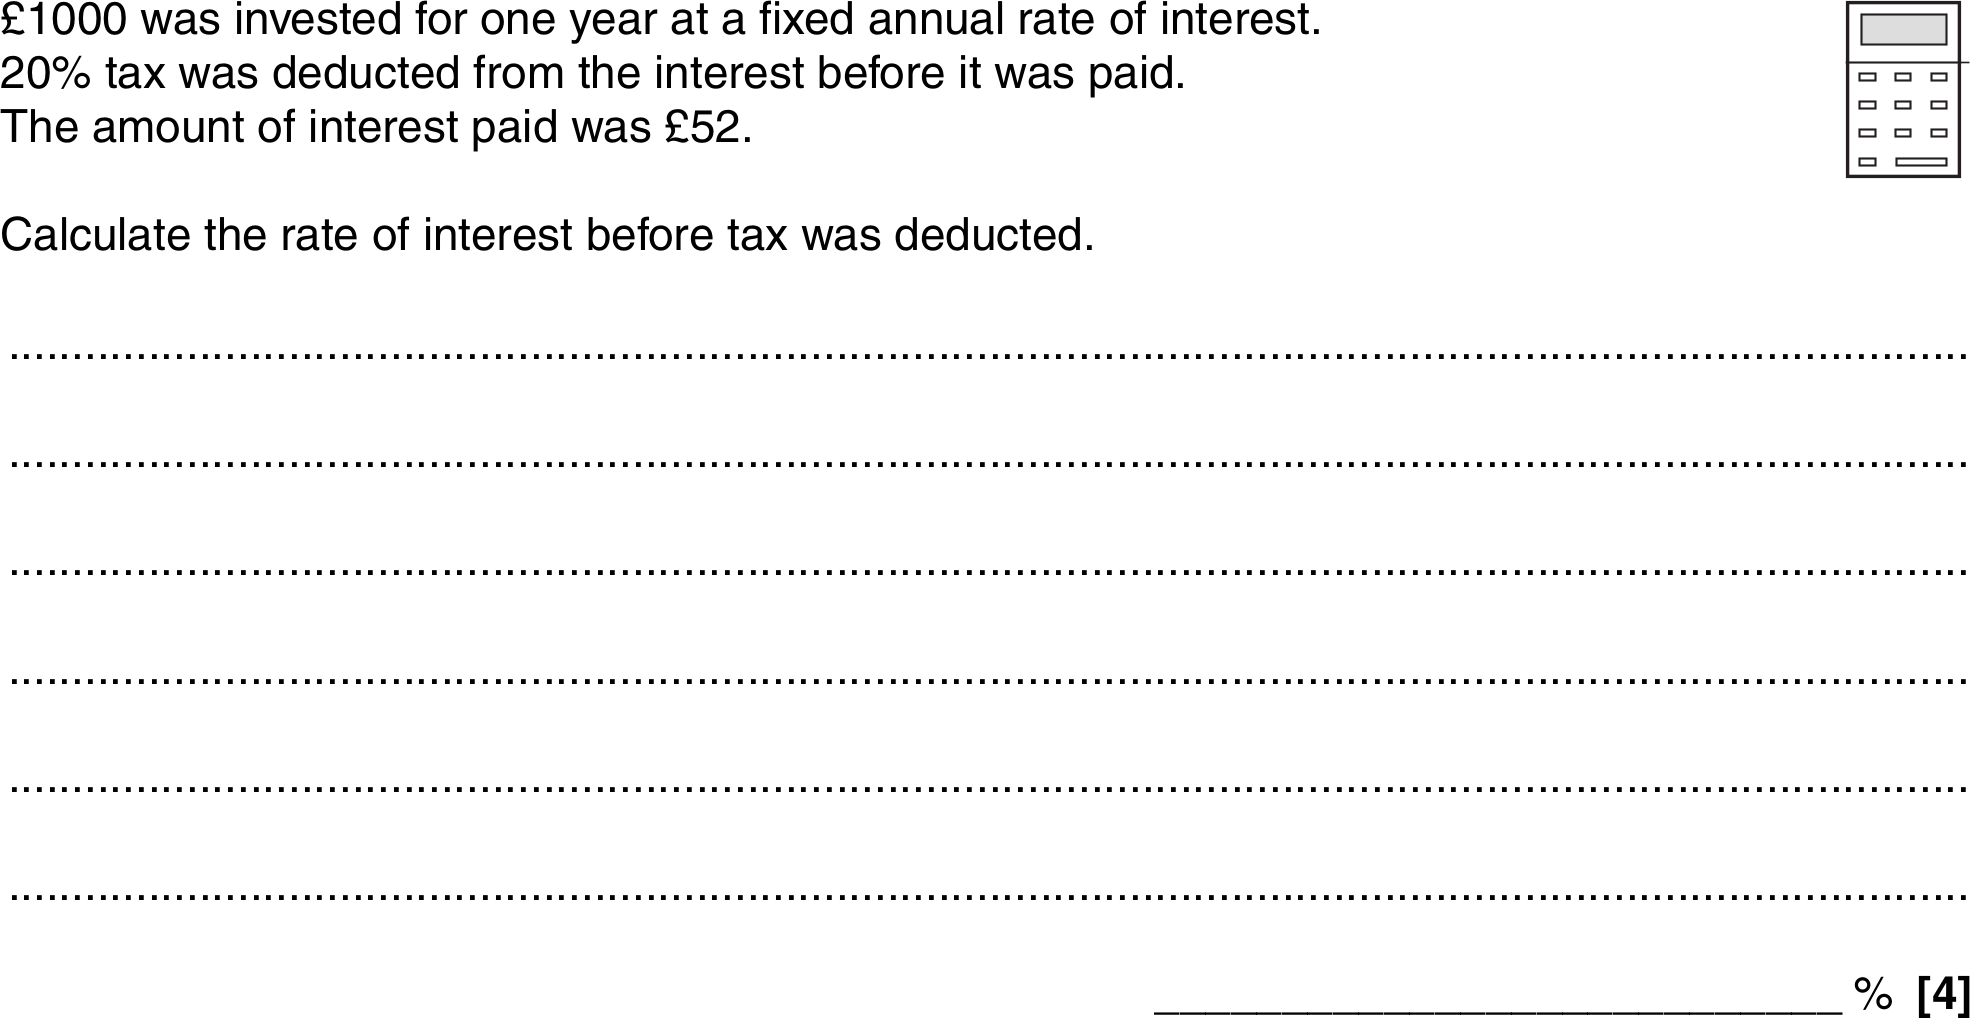 £1000 was invested for one year at a fixed annual rate of interest.
20% tax was deducted from the interest before it was paid.
The amount of interest paid was £52.
Calculate the rate of interest before tax was deducted.
% [4]